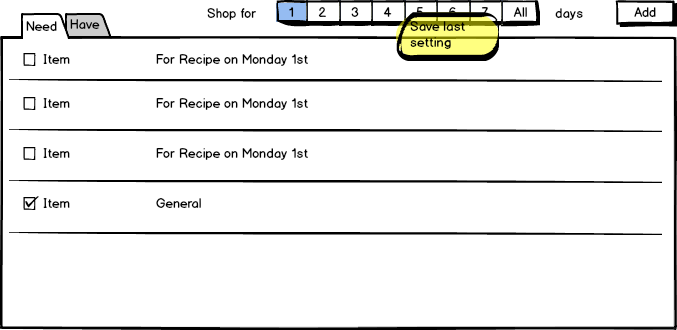 Shop for 1 2 3 4 5 6 7 All days Add
Save last
setting
Need Have
Item For Recipe on Monday 1st
Item For Recipe on Monday 1st
Item For Recipe on Monday 1st
Item General